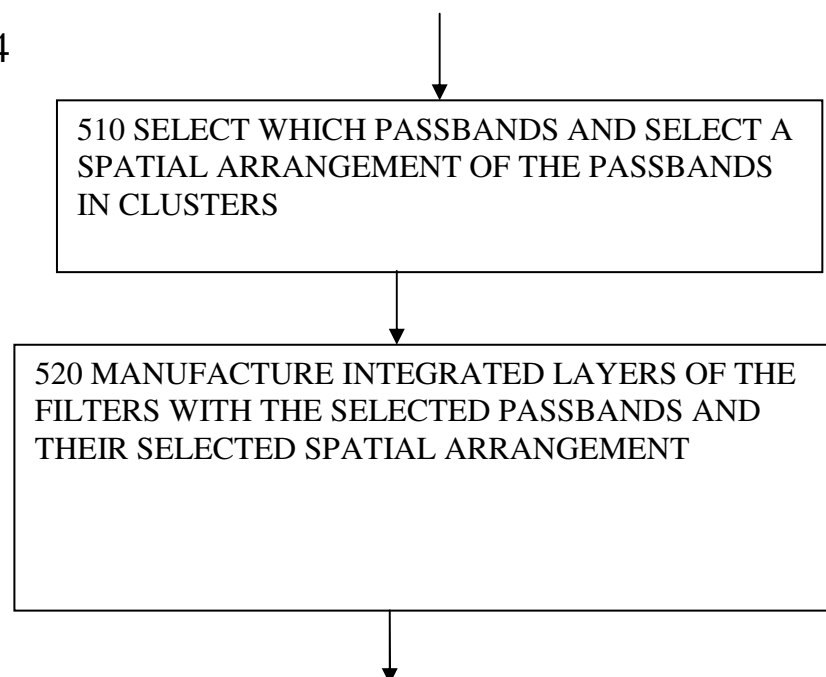 4
510 SELECT WHICH PASSBANDS AND SELECT A
SPATIAL ARRANGEMENT OF THE PASSBANDS
IN CLUSTERS
520 MANUFACTURE INTEGRATED LAYERS OF THE
FILTERS WITH THE SELECTED PASSBANDS AND
THEIR SELECTED SPATIAL ARRANGEMENT